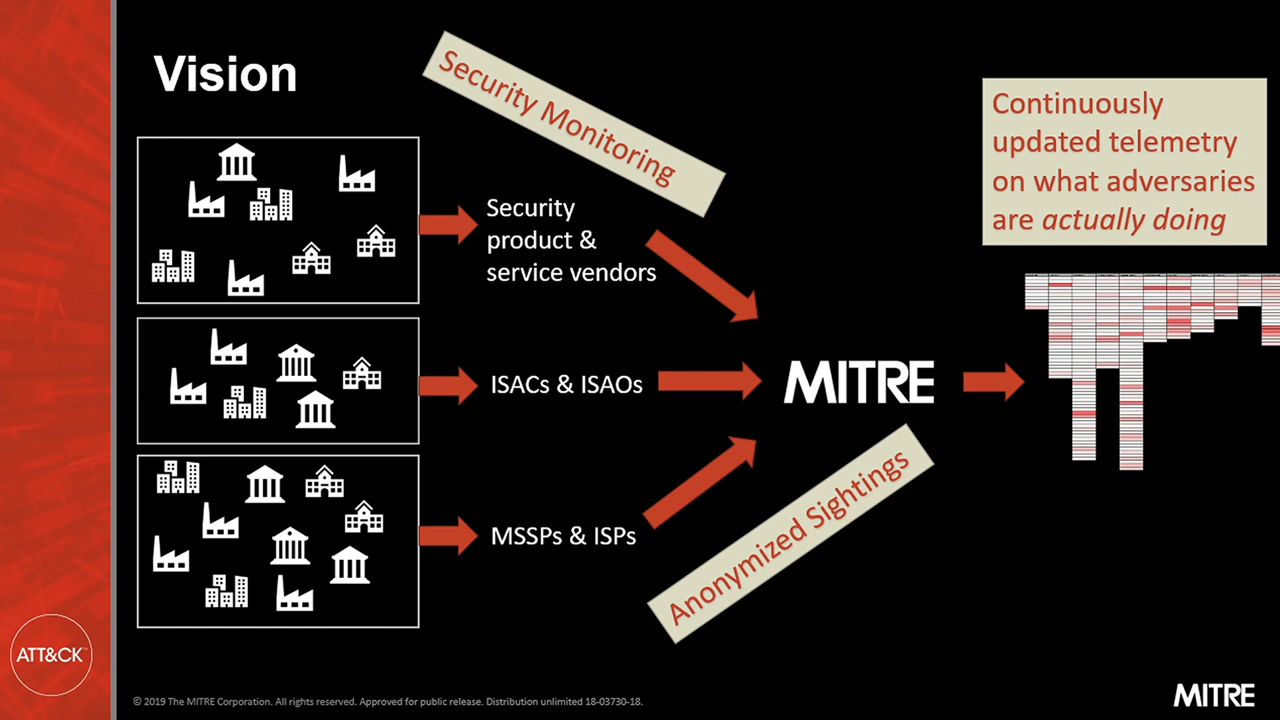 Vision
Security Monitoring
Continuously
updated telemetry
on what adversaries
are actually doing
Security
product &
service vendors
ISACs & ISAOs
MITRE
MSSPs & ISPs
Anonymized Sightings
ATT&CK™
© 2019 The MITRE Corporation. All rights reserved. Approved for public release. Distribution unlimited 18-03730-18.
MITRE